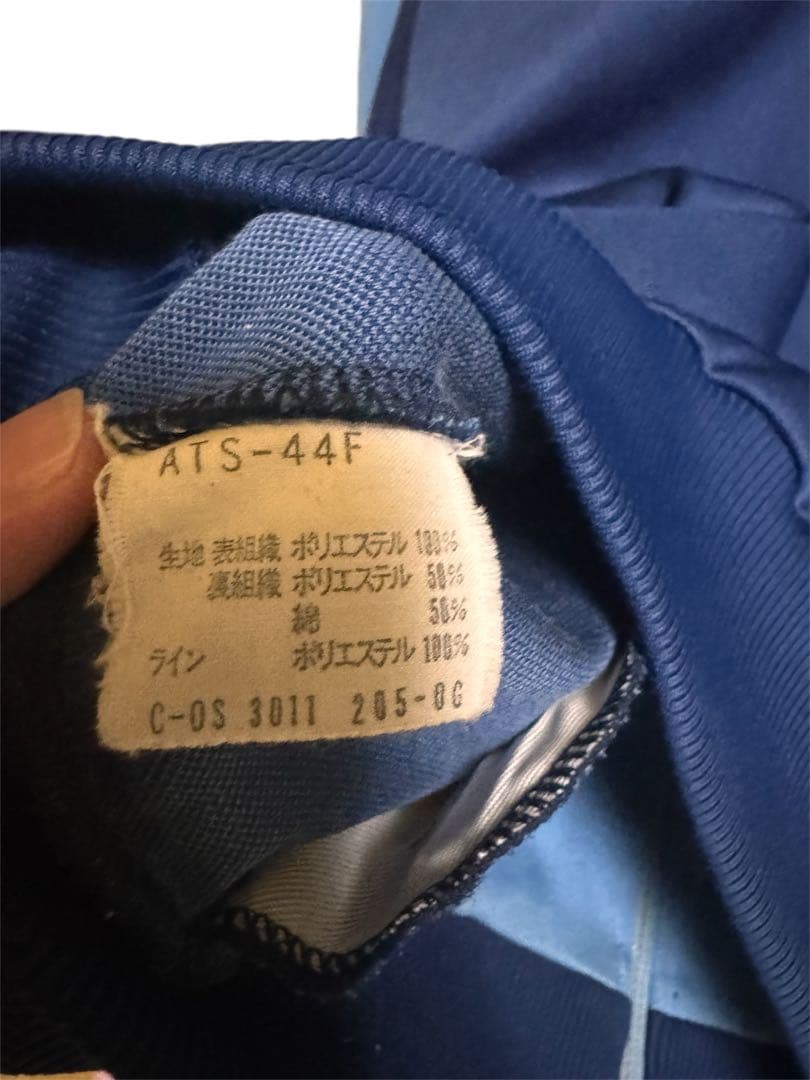 ATS-44F
生地 表組織 ポリエステル 100%
裏組織 ポリエステル 50%
綿 50%
ライン ポリエステル 100%
C-OS 3011 205-0G